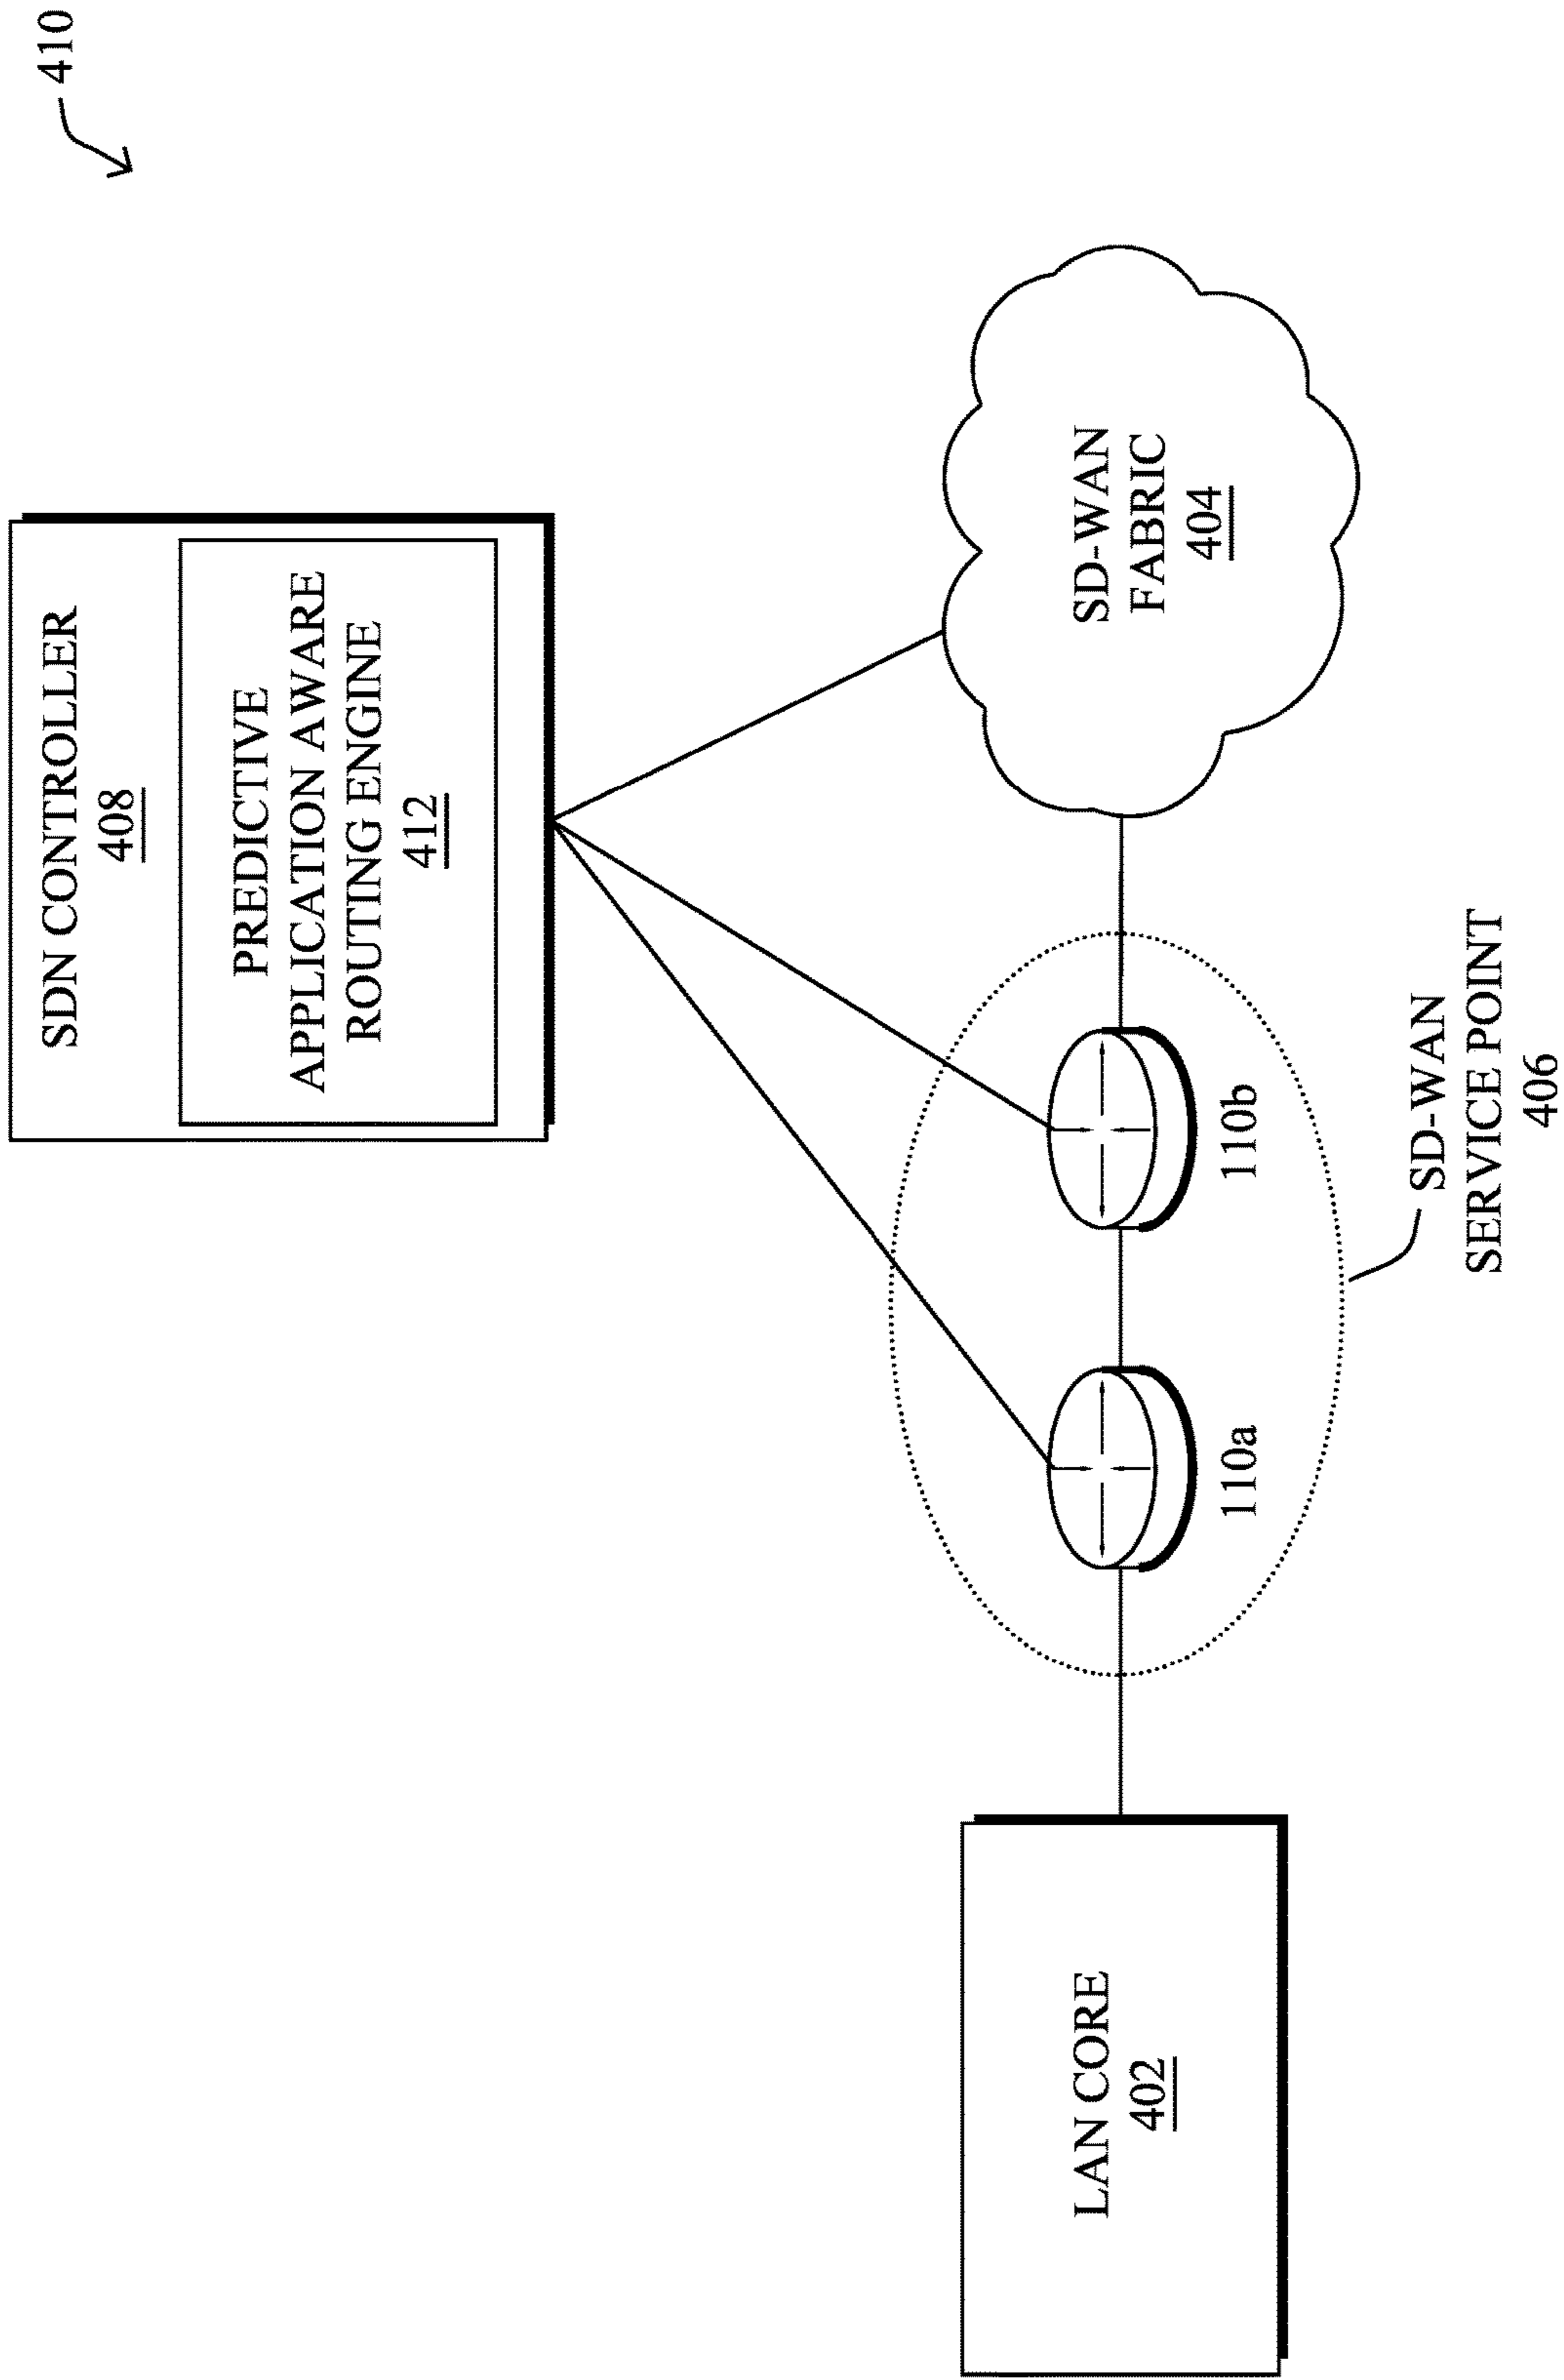 410
SDN CONTROLLER
408
PREDICTIVE
APPLICATION AWARE
ROUTING ENGINE
412
LAN CORE
402
110a
110b
SD-WAN
FABRIC
404
SD-WAN
SERVICE POINT
406